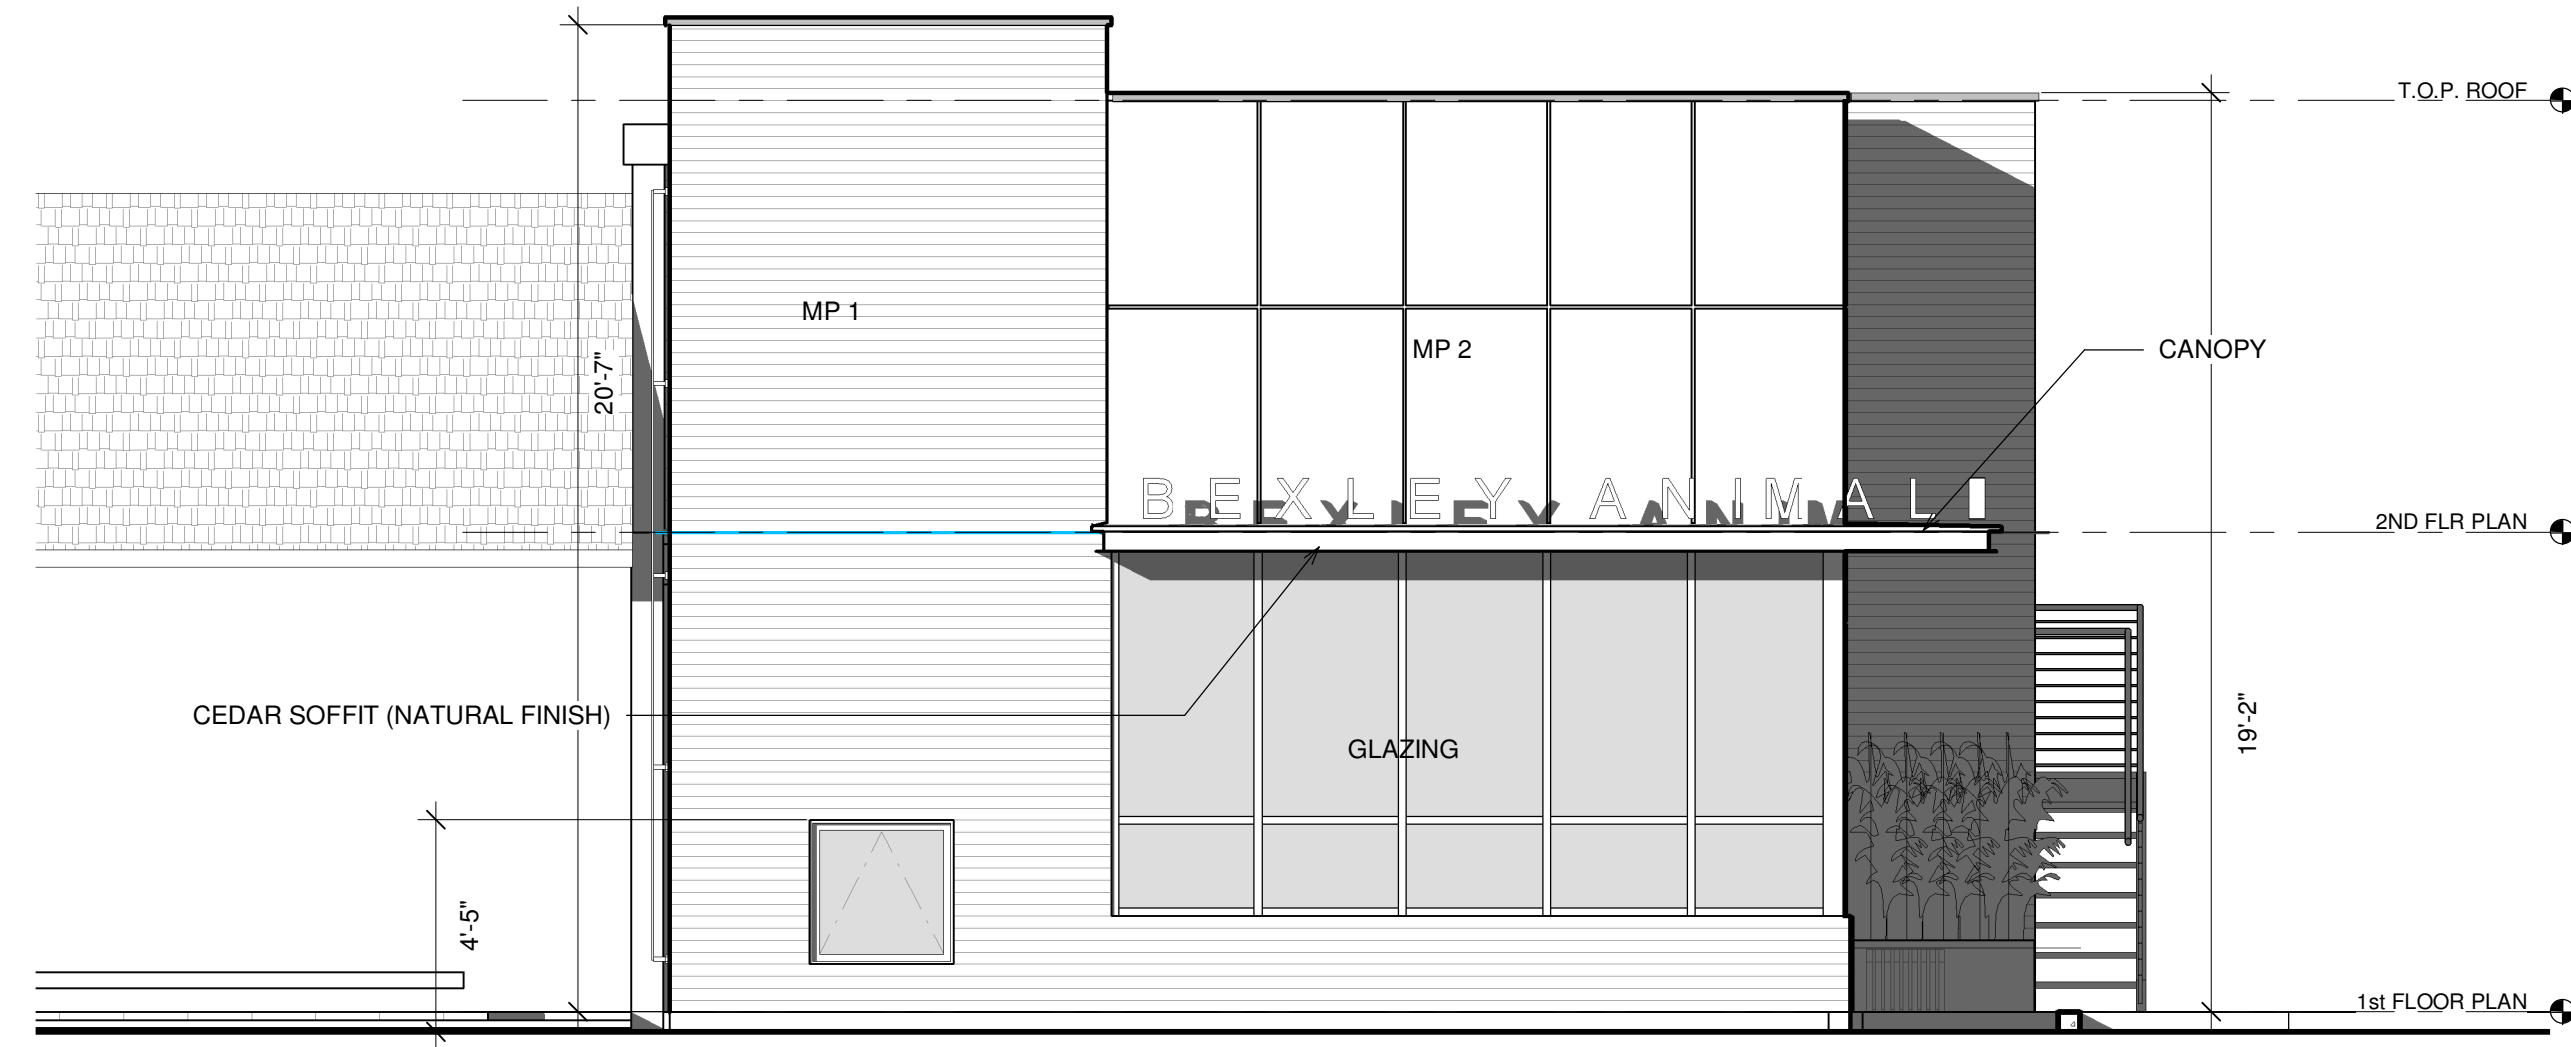 T.O.P. ROOF
MP 1
MP 2
CANOPY
20'-7"
BEXLEY ANIMAL
2ND FLR PLAN
CEDAR SOFFIT (NATURAL FINISH)
GLAZING
19'-2"
4'-5"
1st FLOOR PLAN